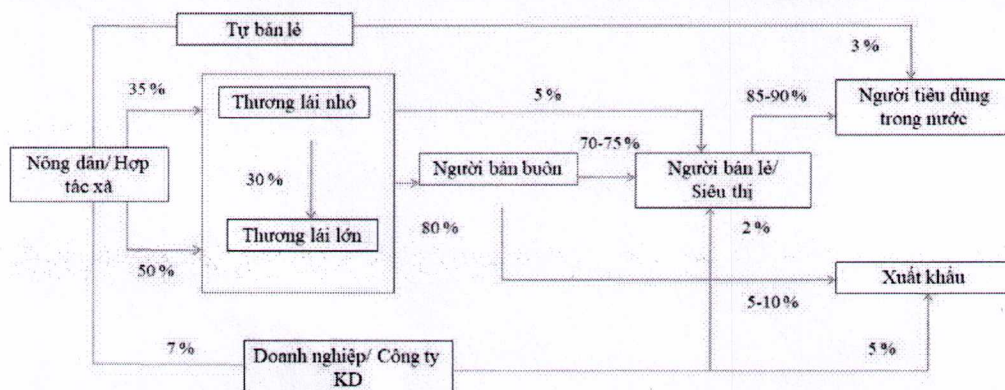 Tự bán lẻ
3%
35%
Thương lái nhỏ
5%
85-90%
Người tiêu dùng
trong nước
70-75%
Nông dân/ Hợp
tác xã
30%
Người bán buôn
Người bán lẻ/
Siêu thị
Thương lái lớn
80%
2%
50%
Xuất khẩu
5-10%
7%
Doanh nghiệp/ Công ty
KD
5%